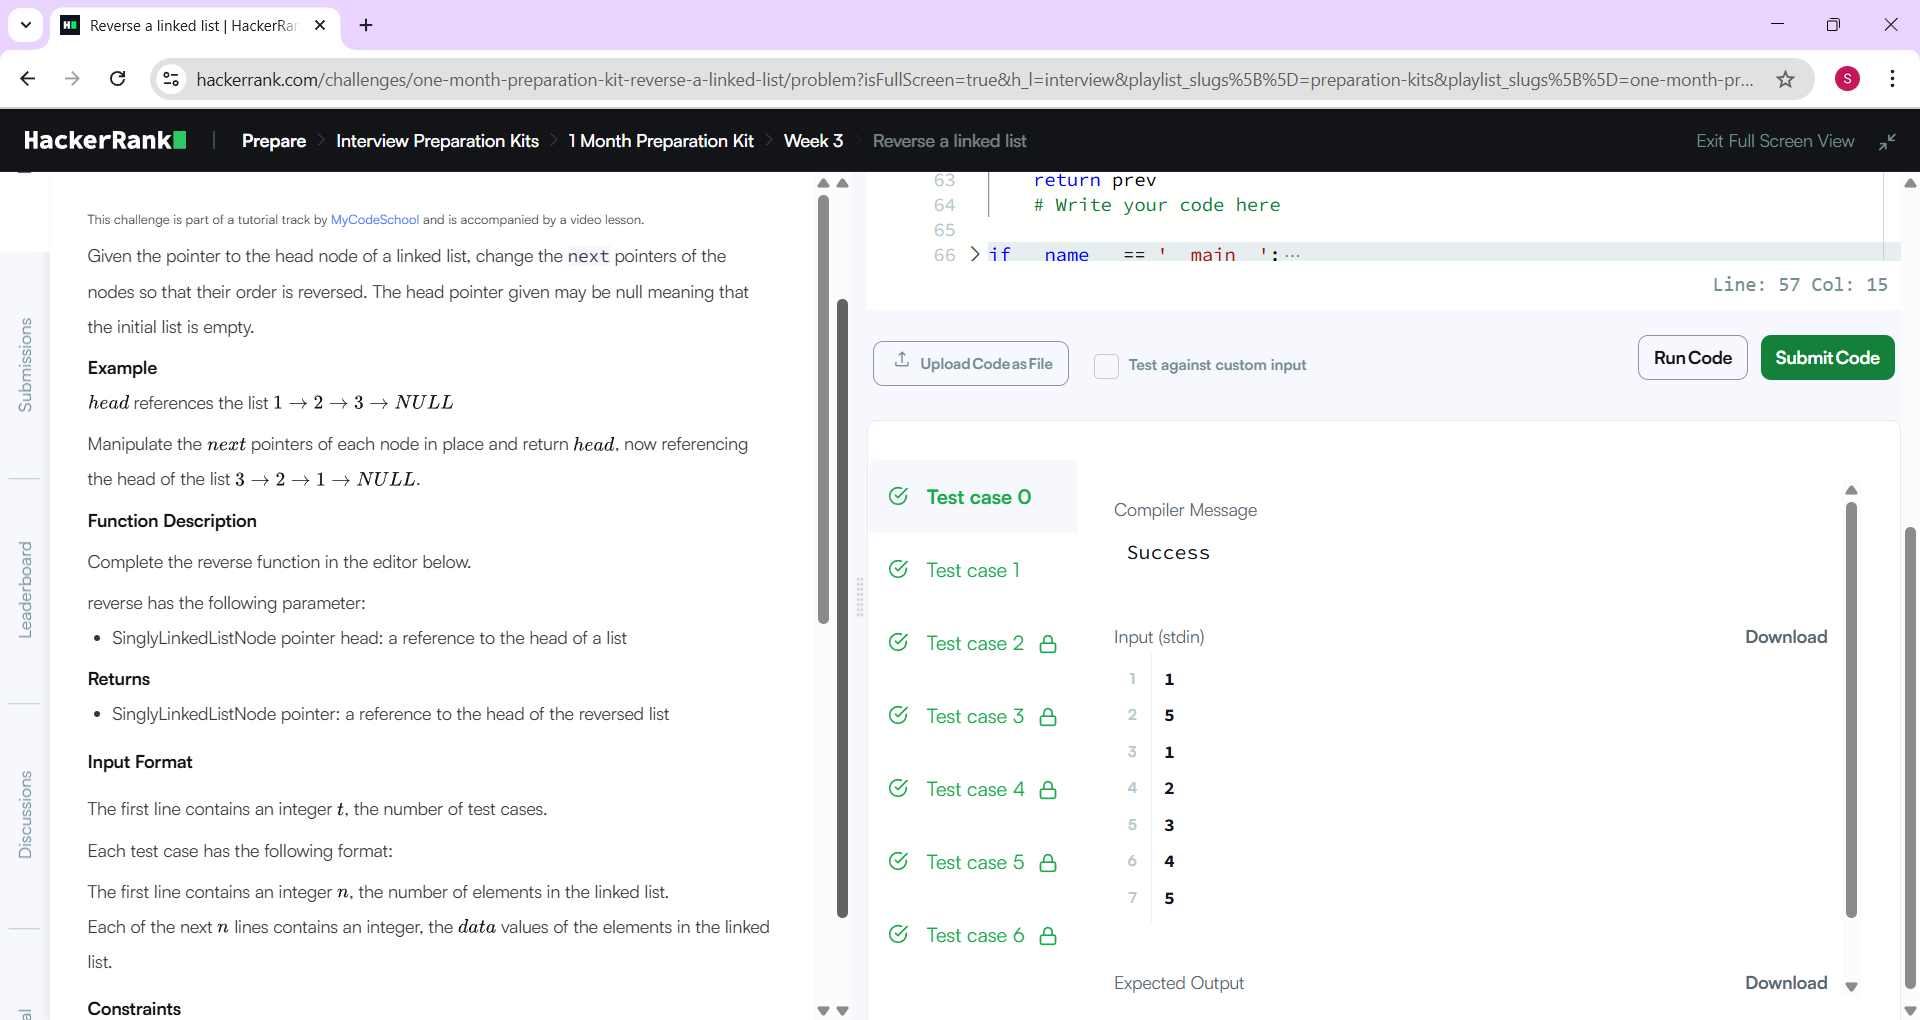 Reverse a linked list | HackerRar
hackerrank.com/challenges/one-month-preparation-kit-reverse-a-linked-list/problem?isFullScreen=true&h_l=interview&playlist_slugs%5B%5D=preparation-kits&playlist_slugs%5B%5D=one-month-pr...
S
HackerRank
Prepare
Interview Preparation Kits
1 Month Preparation Kit
Week 3
Reverse a linked list
Exit Full Screen View
Submissions
Leaderboard
Discussions
al
This challenge is part of a tutorial track by MyCodeSchool and is accompanied by a video lesson.
Given the pointer to the head node of a linked list, change the next pointers of the
nodes so that their order is reversed. The head pointer given may be null meaning that
the initial list is empty.
Example
head references the list 1 → 2 → 3 → NULL
Manipulate the next pointers of each node in place and return head, now referencing
the head of the list 3 → 2 → 1 → NULL.
Function Description
Complete the reverse function in the editor below.
reverse has the following parameter:
• SinglyLinkedListNode pointer head: a reference to the head of a list
Returns
• SinglyLinkedListNode pointer: a reference to the head of the reversed list
Input Format
The first line contains an integer t, the number of test cases.
Each test case has the following format:
The first line contains an integer n, the number of elements in the linked list.
Each of the next n lines contains an integer, the data values of the elements in the linked
list.
Constraints
63 return prev
64 # Write your code here
65
66 if __name__ == '__main__':...
Line: 57 Col: 15
Upload Code as File
Test against custom input
Run Code
Submit Code
Test case 0
Test case 1
Test case 2
Test case 3
Test case 4
Test case 5
Test case 6
Compiler Message
Success
Input (stdin)
Download
1 1
2 5
3 1
4 2
5 3
6 4
7 5
Expected Output
Download